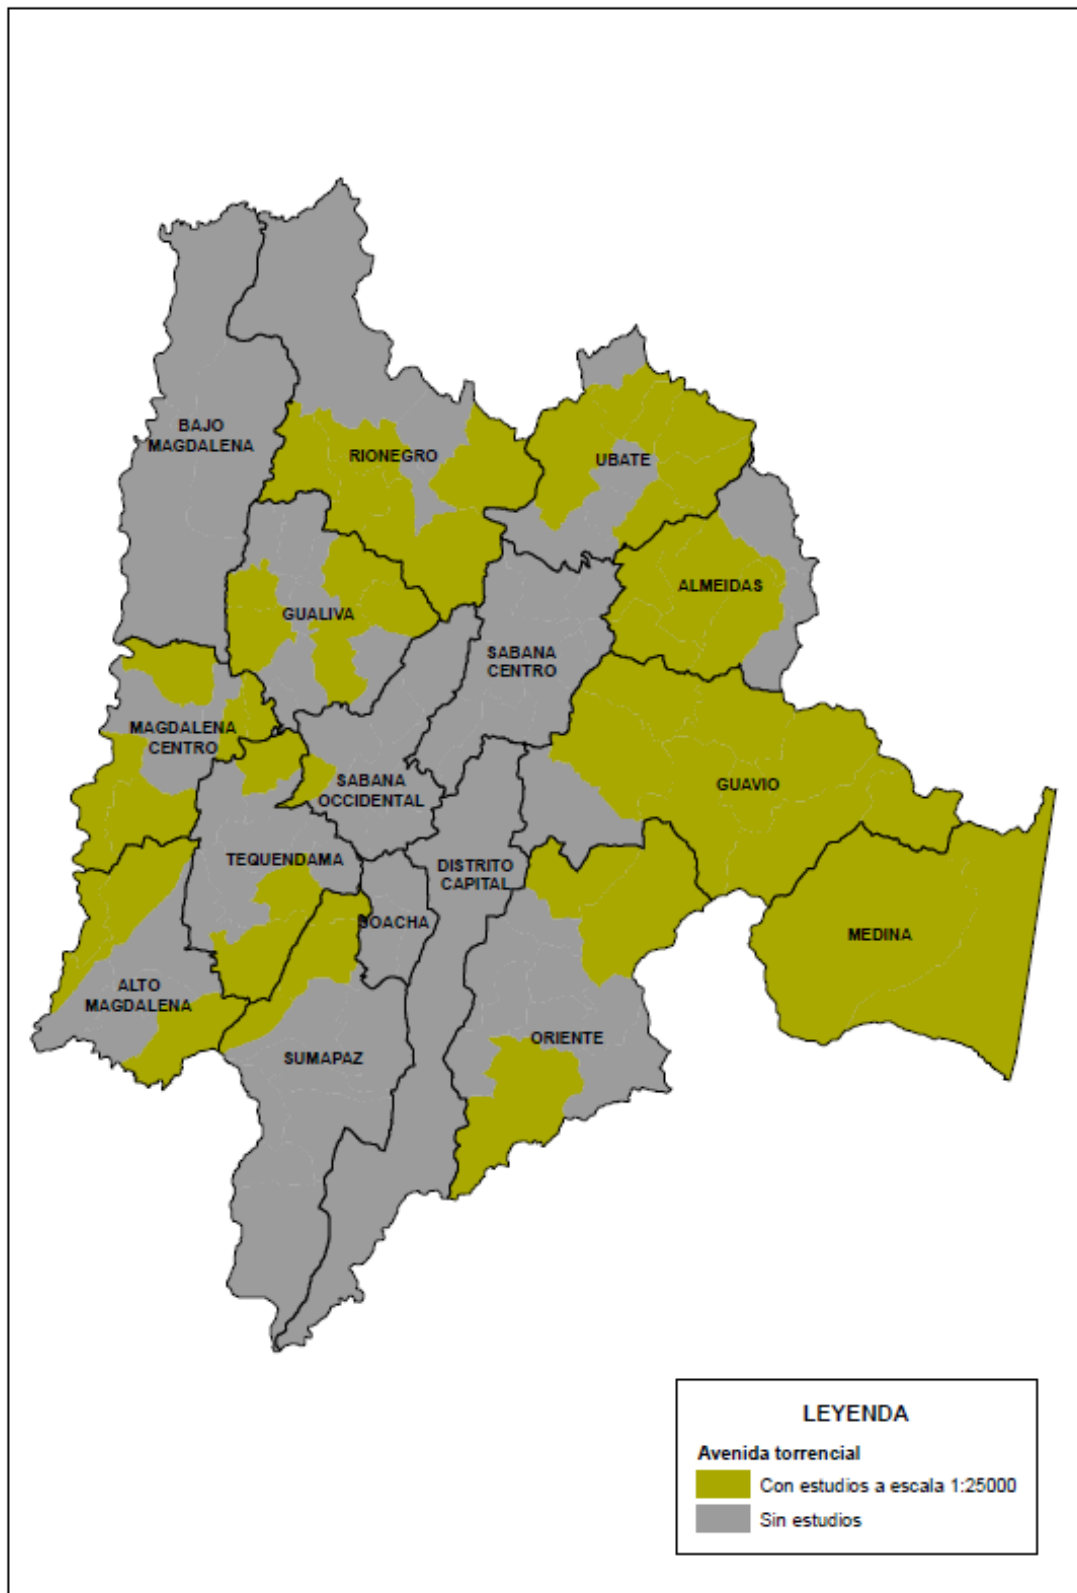 BAJO
MAGDALENA
RIONEGRO
UBATE
ALMEIDAS
GUALIVA
SABANA
CENTRO
MAGDALENA
CENTRO
SABANA
OCCIDENTAL
GUAVIO
TEQUENDAMA
DISTRITO
CAPITAL
SOACHA
MEDINA
ALTO
MAGDALENA
ORIENTE
SUMAPAZ
LEYENDA
Avenida torrencial
Con estudios a escala 1:25000
Sin estudios